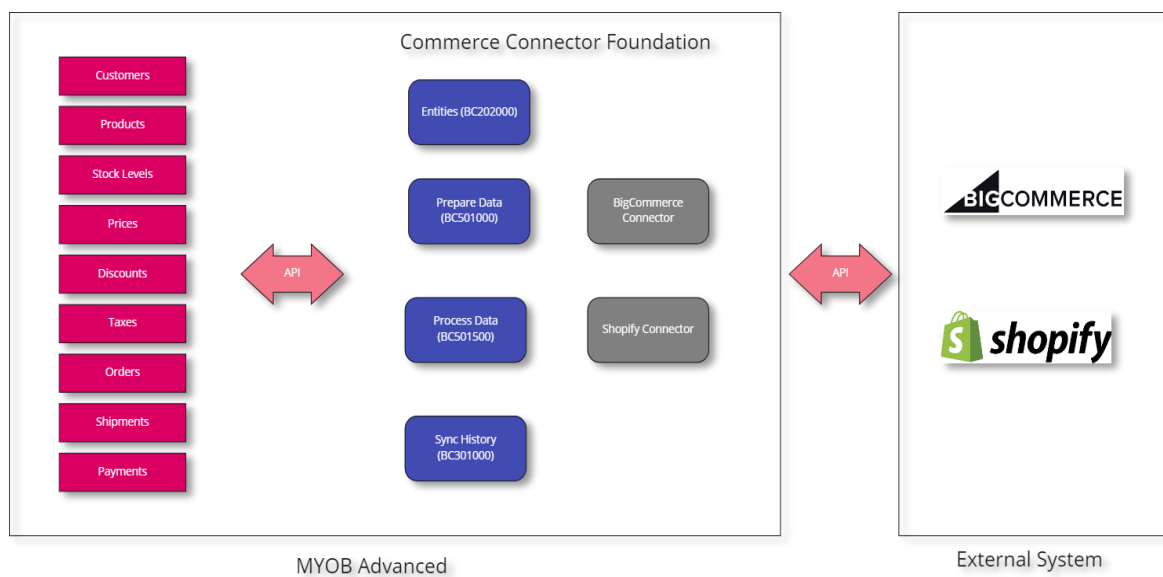 Commerce Connector Foundation
Customers
Products
Stock Levels
Prices
Discounts
Taxes
Orders
Shipments
Payments
API
Entities (BC202000)
Prepare Data
(BC501000)
Process Data
(BC501500)
Sync History
(BC301000)
BigCommerce
Connector
Shopify Connector
API
BIGCOMMERCE
shopify
MYOB Advanced
External System